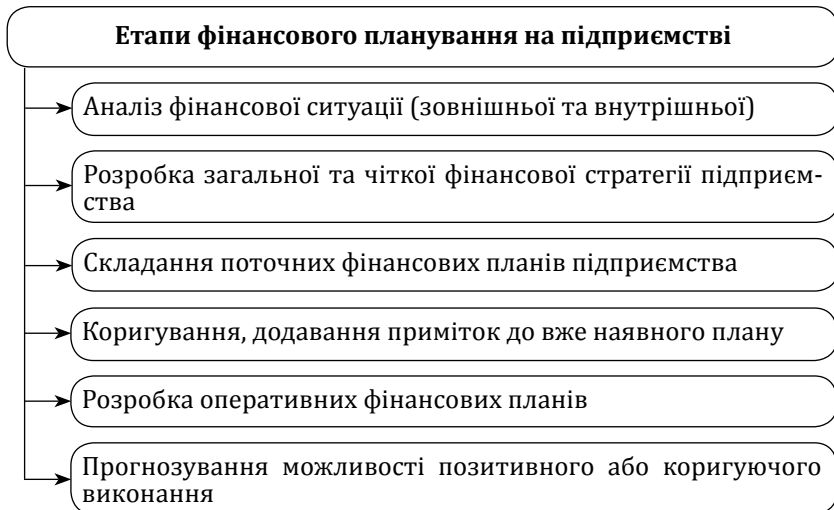 Етапи фінансового планування на підприємстві
Аналіз фінансової ситуації (зовнішньої та внутрішньої)
Розробка загальної та чіткої фінансової стратегії підприєм-
ства
Складання поточних фінансових планів підприємства
Коригування, додавання приміток до вже наявного плану
Розробка оперативних фінансових планів
Прогнозування можливості позитивного або коригуючого
виконання